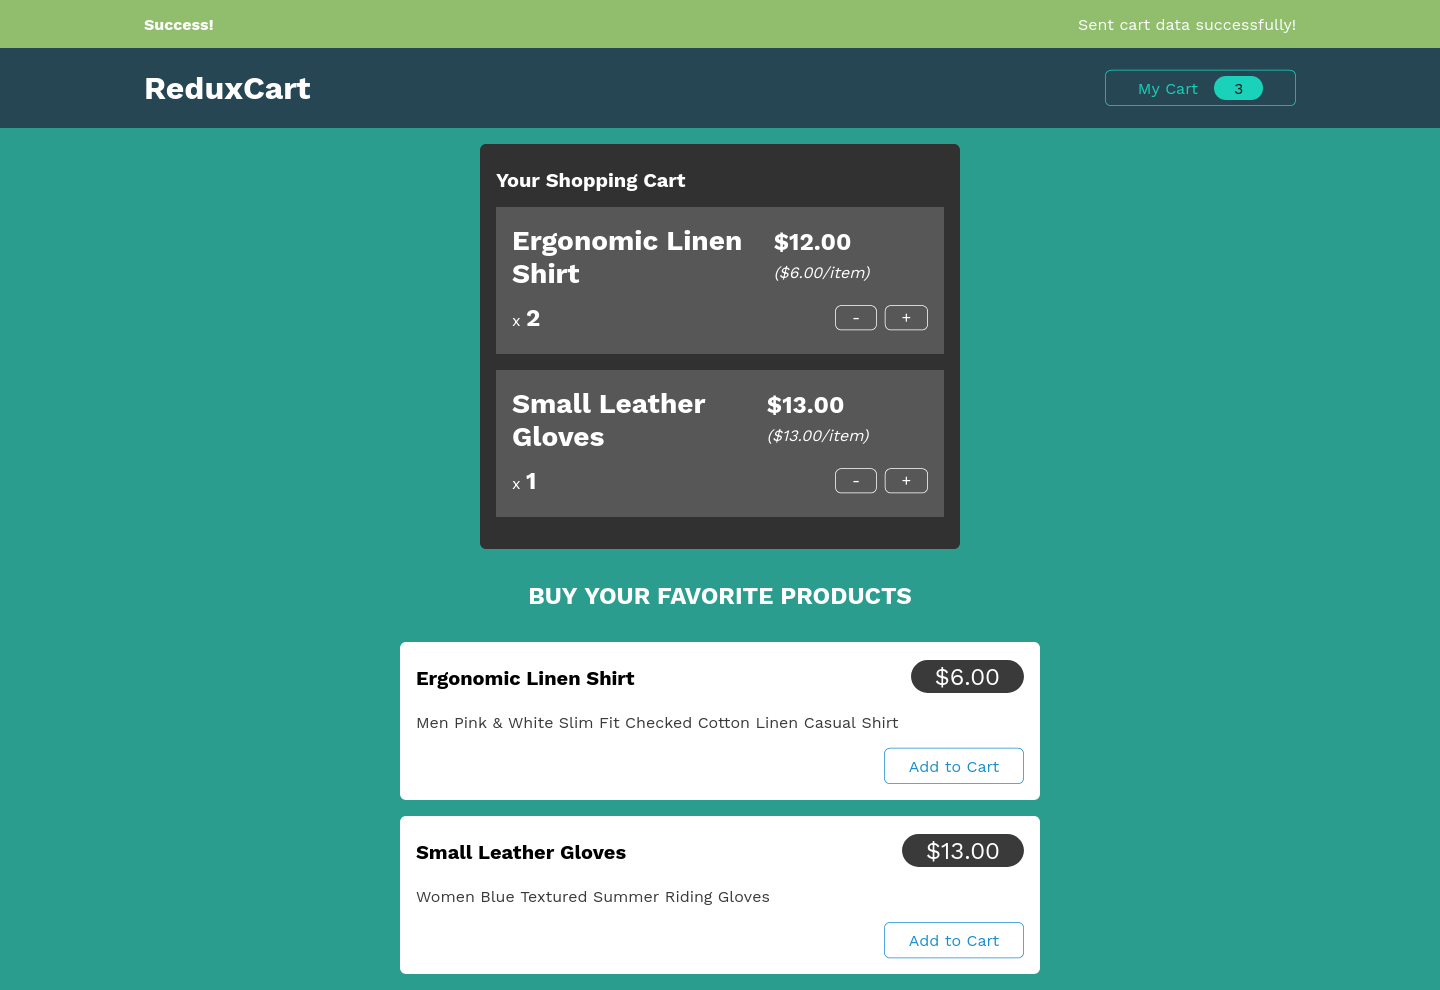 Success! Sent cart data successfully!
ReduxCart My Cart 3
Your Shopping Cart
Ergonomic Linen $12.00
Shirt ($6.00/item)
x 2 - +
Small Leather $13.00
Gloves ($13.00/item)
x 1 - +
BUY YOUR FAVORITE PRODUCTS
Ergonomic Linen Shirt $6.00
Men Pink & White Slim Fit Checked Cotton Linen Casual Shirt
Add to Cart
Small Leather Gloves $13.00
Women Blue Textured Summer Riding Gloves
Add to Cart